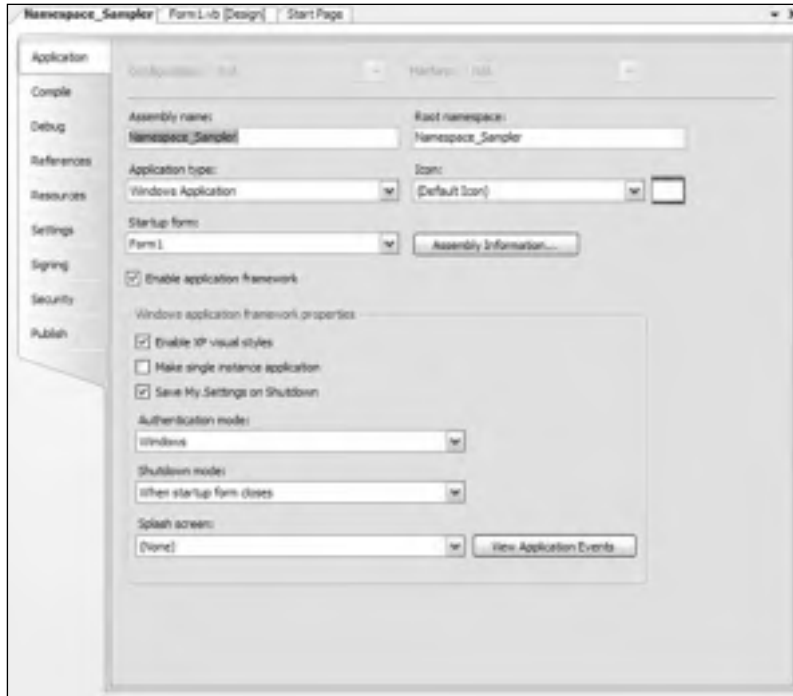 Namespace_Sampler Form1.vb [Design] Start Page
Application
Compile
Debug
References
Resources
Settings
Signing
Security
Publish
Configuration: N/A Platform: N/A
Assembly name: Root namespace:
Namespace_Sampler Namespace_Sampler
Application type: Icon:
Windows Application (Default Icon)
Startup form:
Form1 Assembly Information...
Enable application framework
Windows application framework properties
Enable XP visual styles
Make single instance application
Save My.Settings on Shutdown
Authentication mode:
Windows
Shutdown mode:
When startup form closes
Splash screen:
(None) View Application Events